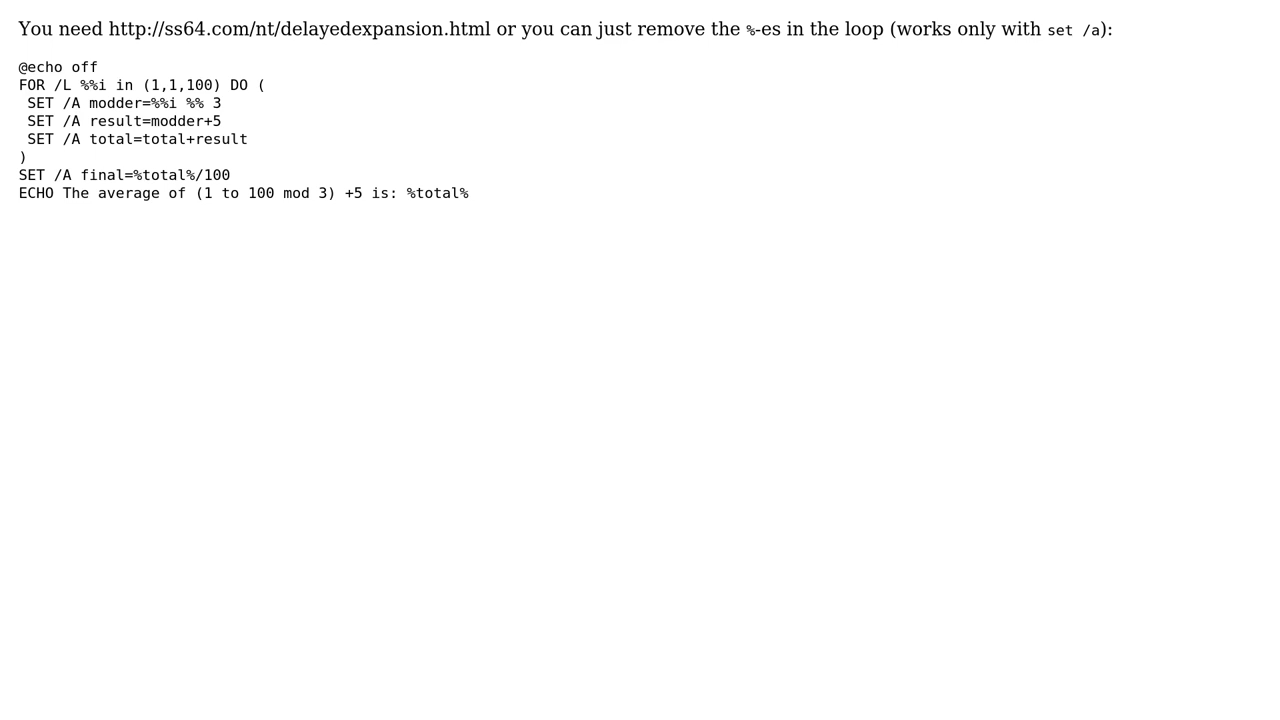 You need http://ss64.com/nt/delayedexpansion.html or you can just remove the %-es in the loop (works only with set /a):
@echo off
FOR /L %%i in (1,1,100) DO (
 SET /A modder=%%i %% 3
 SET /A result=modder+5
 SET /A total=total+result
)
SET /A final=%total%/100
ECHO The average of (1 to 100 mod 3) +5 is: %total%